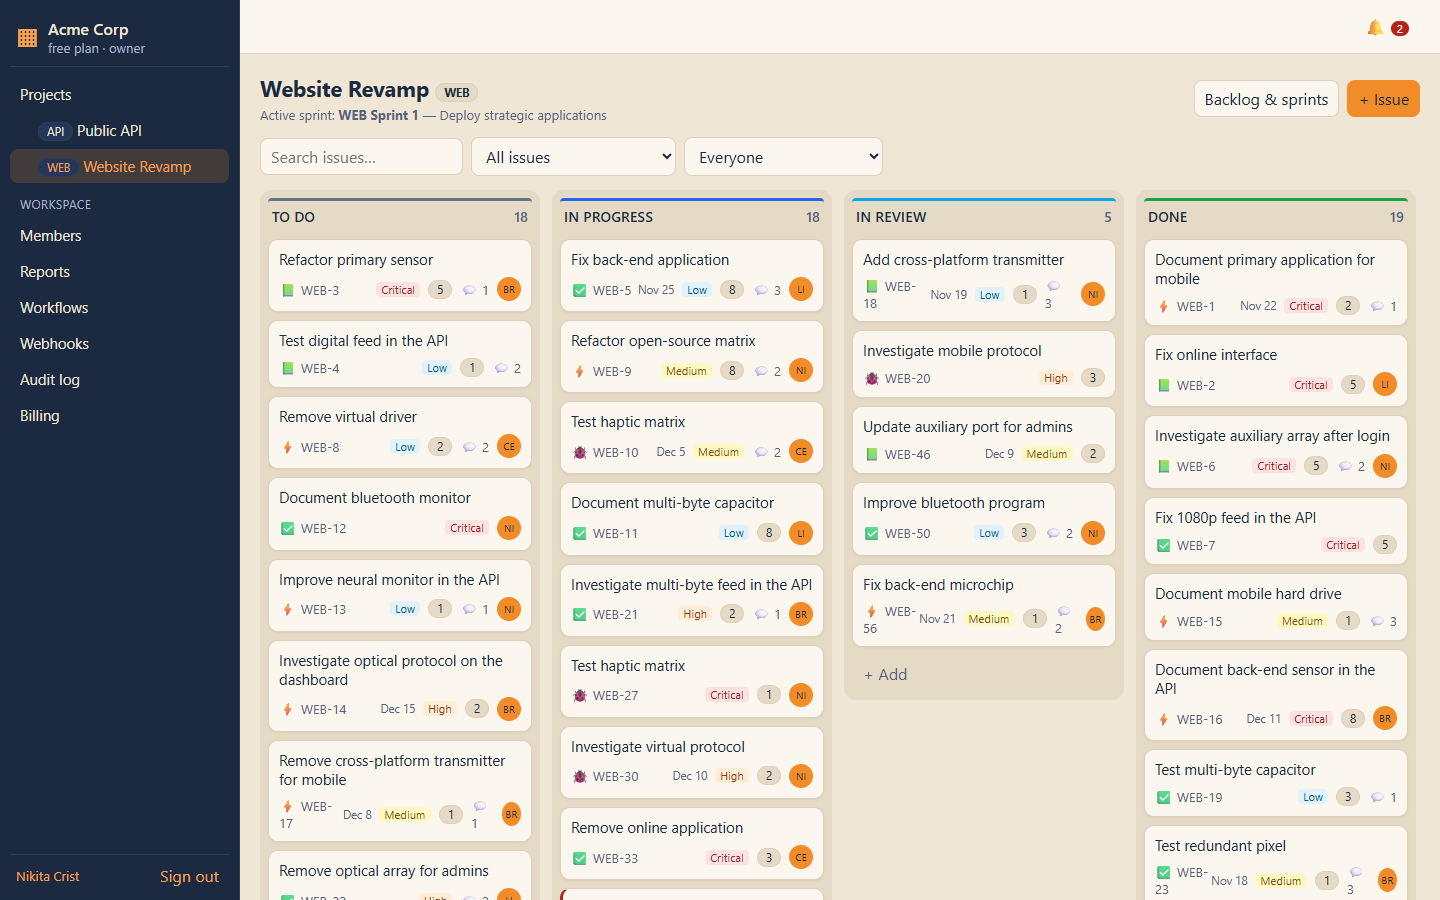 Acme Corp
free plan · owner
Projects
API Public API
WEB Website Revamp
WORKSPACE
Members
Reports
Workflows
Webhooks
Audit log
Billing
Nikita Crist
Sign out
2
Website Revamp WEB
Active sprint: WEB Sprint 1 — Deploy strategic applications
Backlog & sprints
+ Issue
Search issues...
All issues
Everyone
TO DO 18
Refactor primary sensor
WEB-3 Critical 5 1 BR
Test digital feed in the API
WEB-4 Low 1 2
Remove virtual driver
WEB-8 Low 2 2 CE
Document bluetooth monitor
WEB-12 Critical NI
Improve neural monitor in the API
WEB-13 Low 1 1 NI
Investigate optical protocol on the
dashboard
WEB-14 Dec 15 High 2 BR
Remove cross-platform transmitter
for mobile
WEB-17 Dec 8 Medium 1 1 BR
Remove optical array for admins
IN PROGRESS 18
Fix back-end application
WEB-5 Nov 25 Low 8 3 LI
Refactor open-source matrix
WEB-9 Medium 8 2 NI
Test haptic matrix
WEB-10 Dec 5 Medium 2 CE
Document multi-byte capacitor
WEB-11 Low 8 LI
Investigate multi-byte feed in the API
WEB-21 High 2 1 BR
Test haptic matrix
WEB-27 Critical 1 NI
Investigate virtual protocol
WEB-30 Dec 10 High 2 NI
Remove online application
WEB-33 Critical 3 CE
IN REVIEW 5
Add cross-platform transmitter
WEB-18 Nov 19 Low 1 3 NI
Investigate mobile protocol
WEB-20 High 3
Update auxiliary port for admins
WEB-46 Dec 9 Medium 2
Improve bluetooth program
WEB-50 Low 3 2 NI
Fix back-end microchip
WEB-56 Nov 21 Medium 1 2 BR
+ Add
DONE 19
Document primary application for
mobile
WEB-1 Nov 22 Critical 2 1
Fix online interface
WEB-2 Critical 5 LI
Investigate auxiliary array after login
WEB-6 Critical 5 2 NI
Fix 1080p feed in the API
WEB-7 Critical 5
Document mobile hard drive
WEB-15 Medium 1 3
Document back-end sensor in the
API
WEB-16 Dec 11 Critical 8 BR
Test multi-byte capacitor
WEB-19 Low 3 1
Test redundant pixel
WEB-23 Nov 18 Medium 1 3 BR